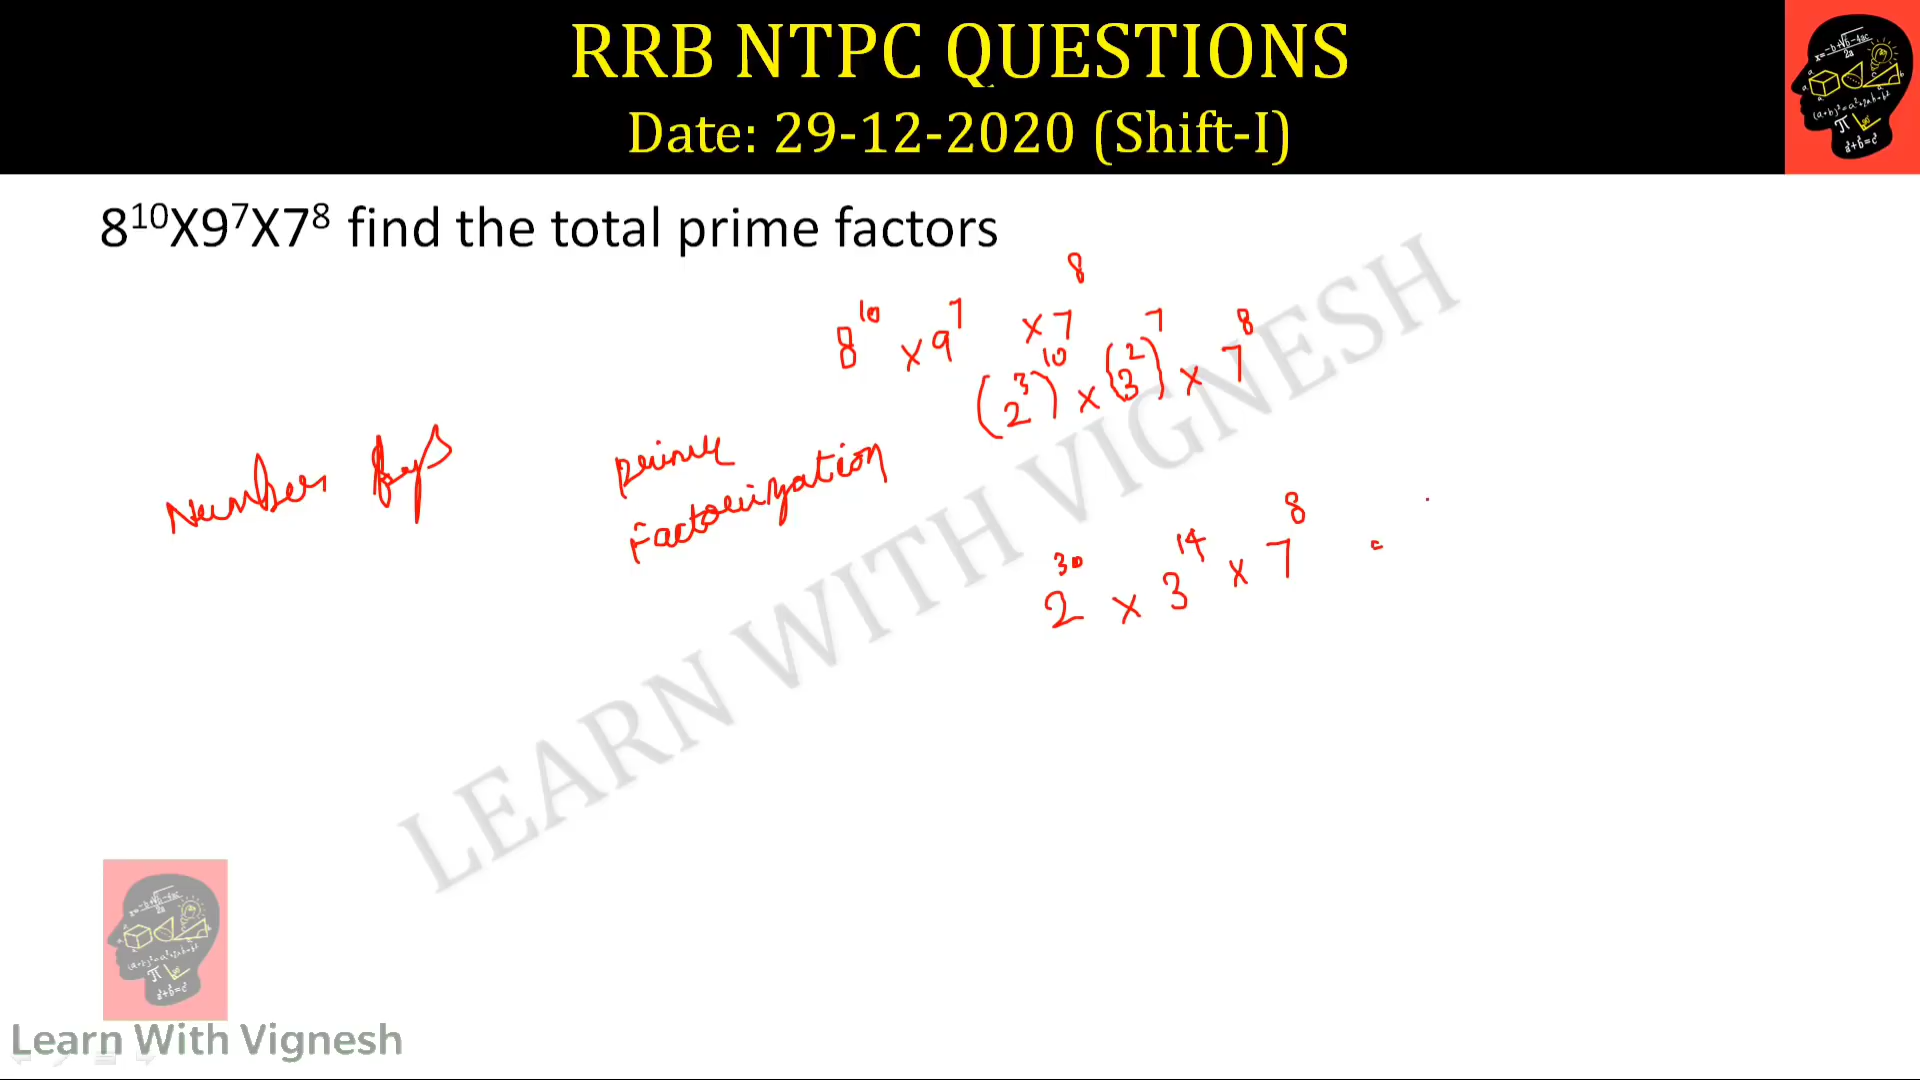 RRB NTPC QUESTIONS
Date: 29-12-2020 (Shift-I)
8¹⁰X9⁷X7⁸ find the total prime factors
8¹⁰ × 9⁷ × 7⁸
(2³)¹⁰ × (3²)⁷ × 7⁸
Number
prime
Factorization
2³⁰ × 3¹⁴ × 7⁸ =
LEARN WITH VIGNESH
Learn With Vignesh